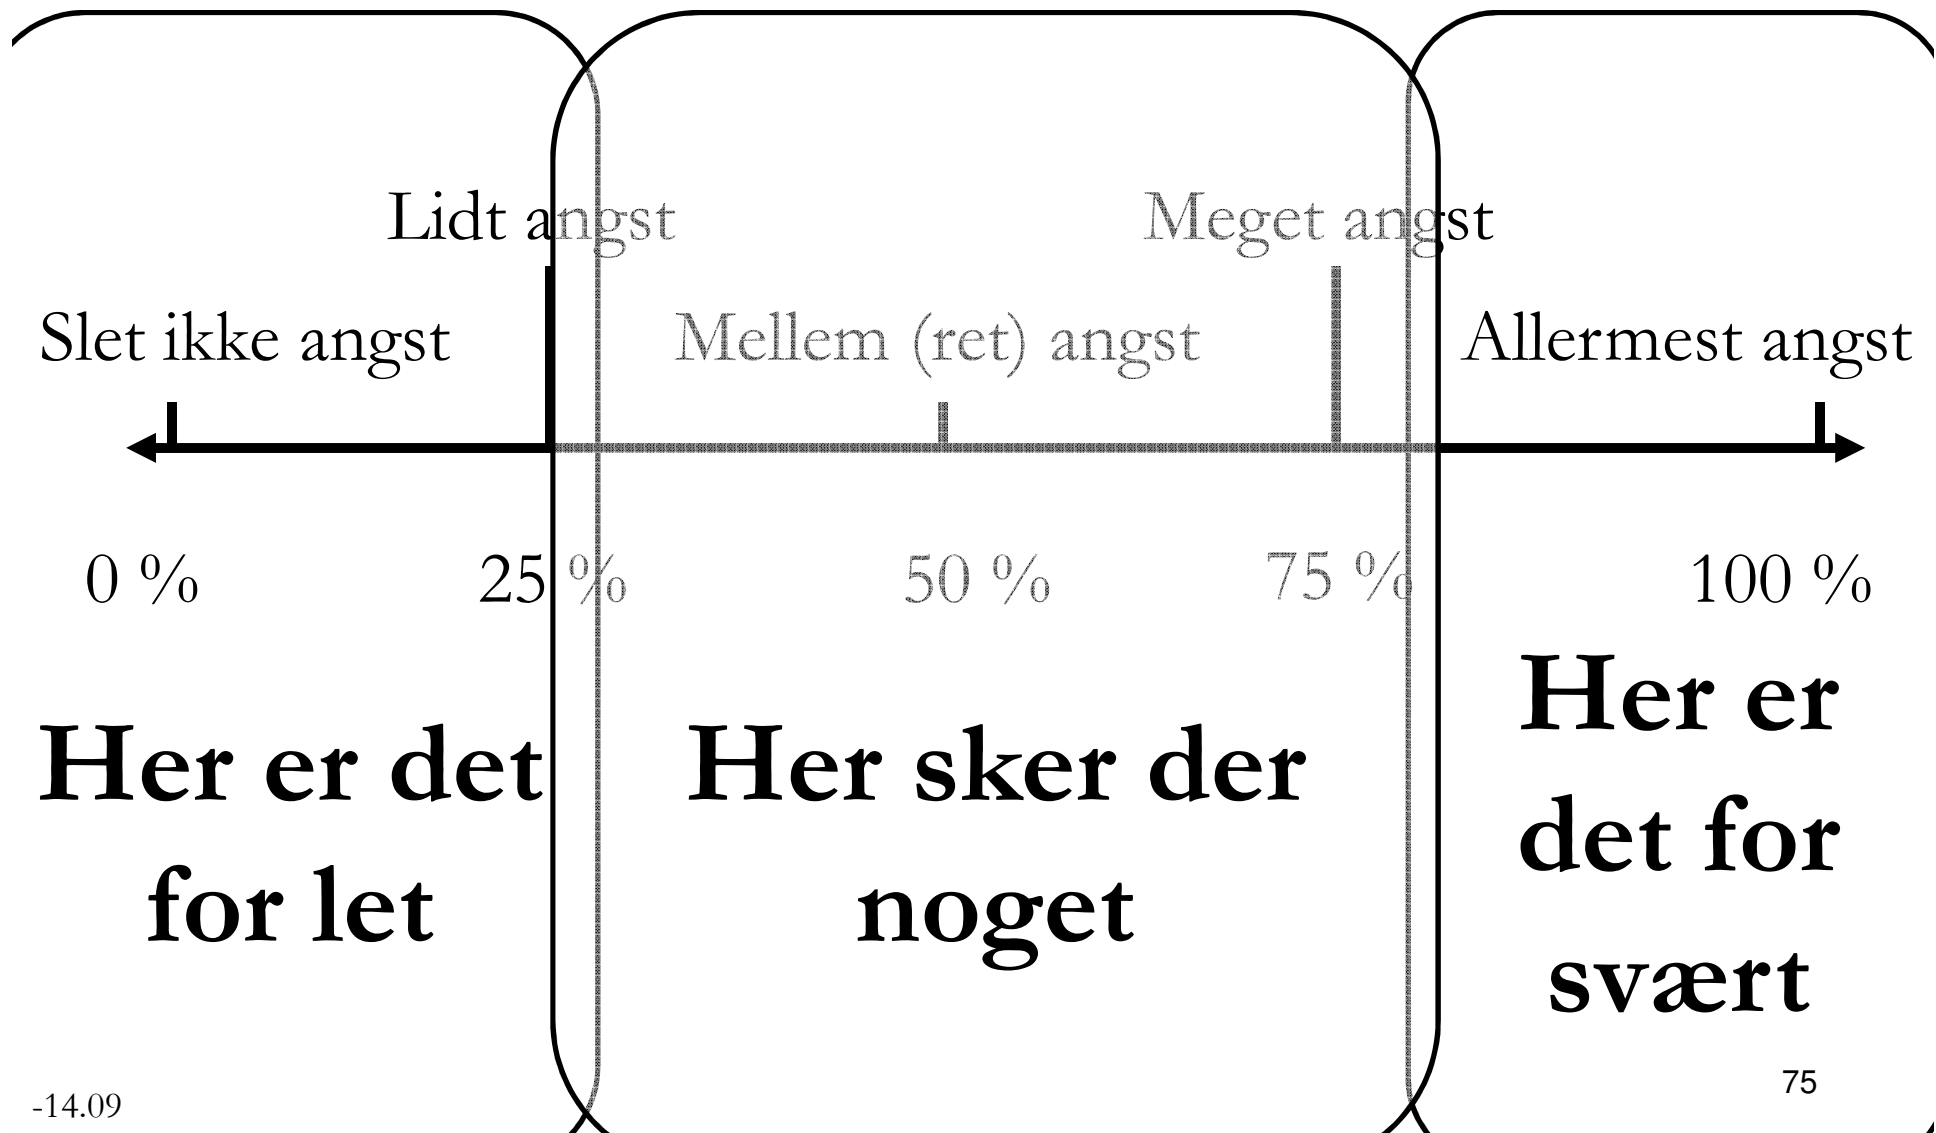 Lidt angst
Meget angst
Slet ikke angst
Mellem (ret) angst
Allermest angst
0 %
25 %
50 %
75 %
100 %
Her er det
for let
Her sker der
noget
Her er
det for
svært
-14.09
75